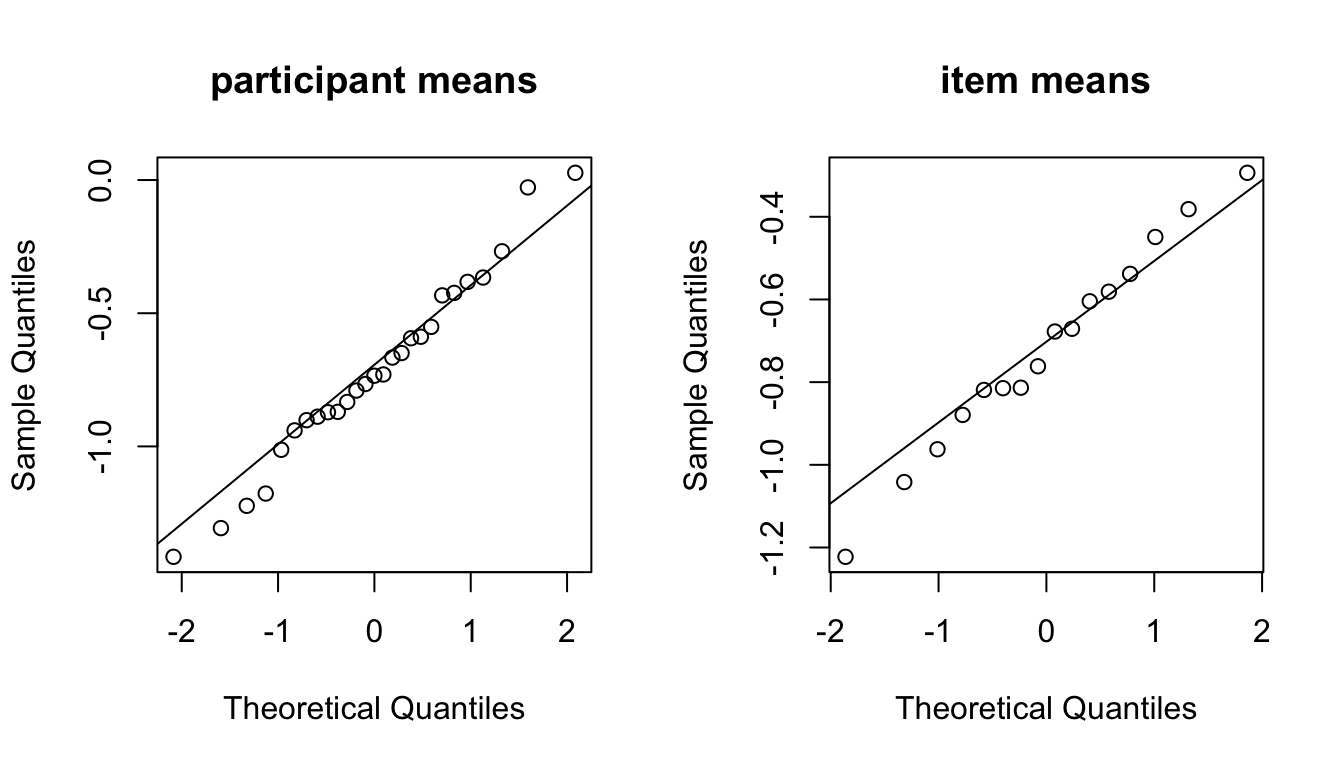 participant means
Sample Quantiles
0.0
-0.5
-1.0
-2 -1 0 1 2
Theoretical Quantiles
item means
Sample Quantiles
-0.4
-0.6
-0.8
-1.0
-1.2
-2 -1 0 1 2
Theoretical Quantiles